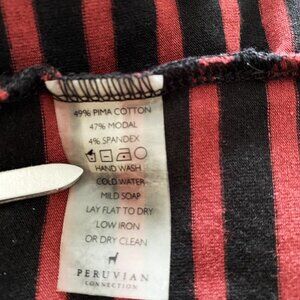 49% PIMA COTTON
47% MODAL
4% SPANDEX
HAND WASH
COLD WATER
MILD SOAP
LAY FLAT TO DRY
LOW IRON
OR DRY CLEAN
PERUVIAN
CONNECTION